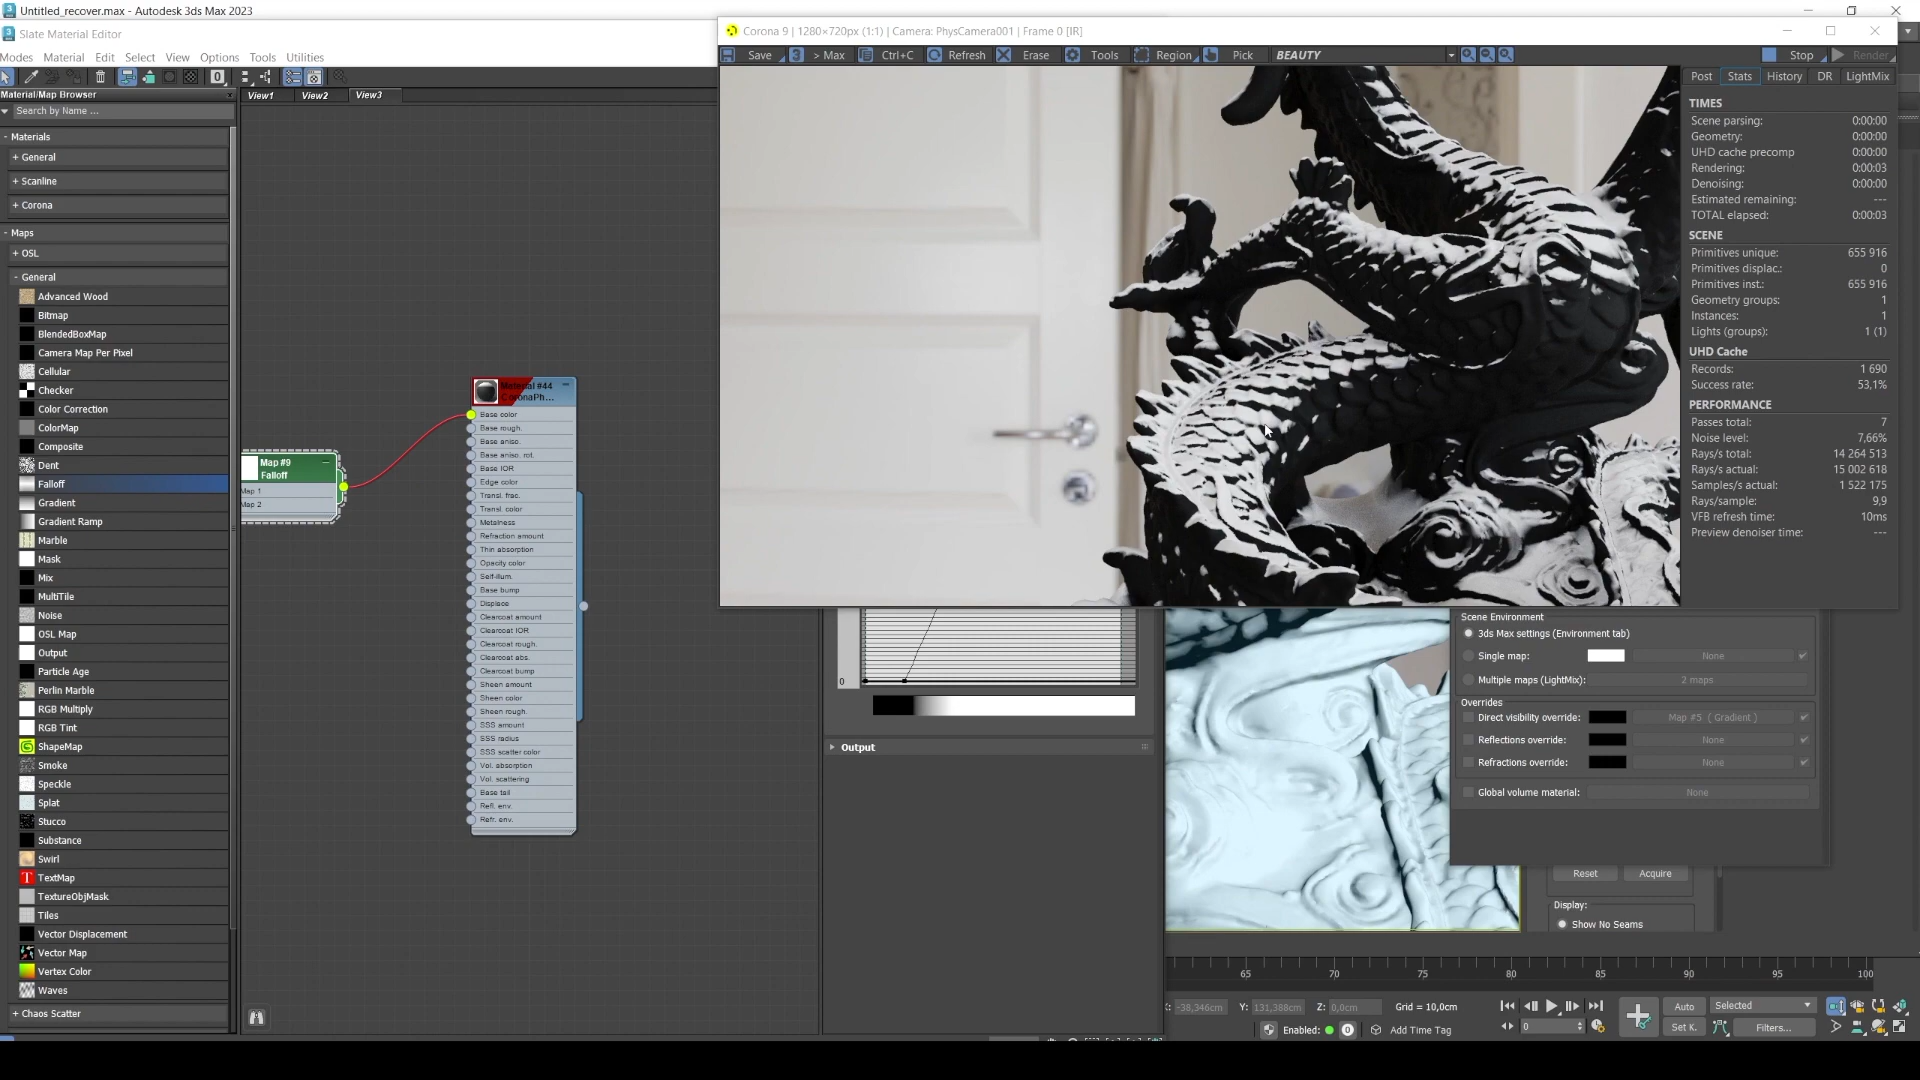 Untitled_recover.max - Autodesk 3ds Max 2023
Slate Material Editor
Modes Material Edit Select View Options Tools Utilities
Material/Map Browser
Search by Name ...
- Materials
+ General
+ Scanline
+ Corona
- Maps
+ OSL
- General
Advanced Wood
Bitmap
BlendedBoxMap
Camera Map Per Pixel
Cellular
Checker
Color Correction
ColorMap
Composite
Dent
Falloff
Gradient
Gradient Ramp
Marble
Mask
Mix
MultiTile
Noise
OSL Map
Output
Particle Age
Perlin Marble
RGB Multiply
RGB Tint
ShapeMap
Smoke
Speckle
Splat
Stucco
Substance
Swirl
TextMap
TextureObjMask
Tiles
Vector Displacement
Vector Map
Vertex Color
Waves
+ Chaos Scatter
View1 View2 View3
Map #9
Falloff
Map 1
Map 2
Material #44
CoronaPh...
Base color
Base rough.
Base aniso.
Base aniso. rot.
Base IOR
Edge color
Transl. frac.
Transl. color
Metalness
Refraction amount
Thin absorption
Opacity color
Self-illum.
Base bump
Displace
Clearcoat amount
Clearcoat IOR
Clearcoat rough.
Clearcoat abs.
Clearcoat bump
Sheen amount
Sheen color
Sheen rough.
SSS amount
SSS radius
SSS scatter color
Vol. absorption
Vol. scattering
Base tail
Refl. env.
Refr. env.
Corona 9 | 1280×720px (1:1) | Camera: PhysCamera001 | Frame 0 [IR]
Save 3 > Max Ctrl+C Refresh Erase Tools Region Pick BEAUTY Stop Render
Post Stats History DR LightMix
TIMES
Scene parsing: 0:00:00
Geometry: 0:00:00
UHD cache precomp 0:00:00
Rendering: 0:00:03
Denoising: 0:00:00
Estimated remaining: ---
TOTAL elapsed: 0:00:03
SCENE
Primitives unique: 655 916
Primitives displac.: 0
Primitives inst.: 655 916
Geometry groups: 1
Instances: 1
Lights (groups): 1 (1)
UHD Cache
Records: 1 690
Success rate: 53,1%
PERFORMANCE
Passes total: 7
Noise level: 7,66%
Rays/s total: 14 264 513
Rays/s actual: 15 002 618
Samples/s actual: 1 522 175
Rays/sample: 9,9
VFB refresh time: 10ms
Preview denoiser time: ---
0
Output
Scene Environment
3ds Max settings (Environment tab)
Single map: None
Multiple maps (LightMix): 2 maps
Overrides
Direct visibility override: Map #5 ( Gradient )
Reflections override: None
Refractions override: None
Global volume material: None
Reset Acquire
Display:
Show No Seams
65 70 75 80 85 90 95 100
X: -38,346cm Y: 131,388cm Z: 0,0cm Grid = 10,0cm
Enabled: 0 Add Time Tag
0
Auto Selected
Set K. Filters...